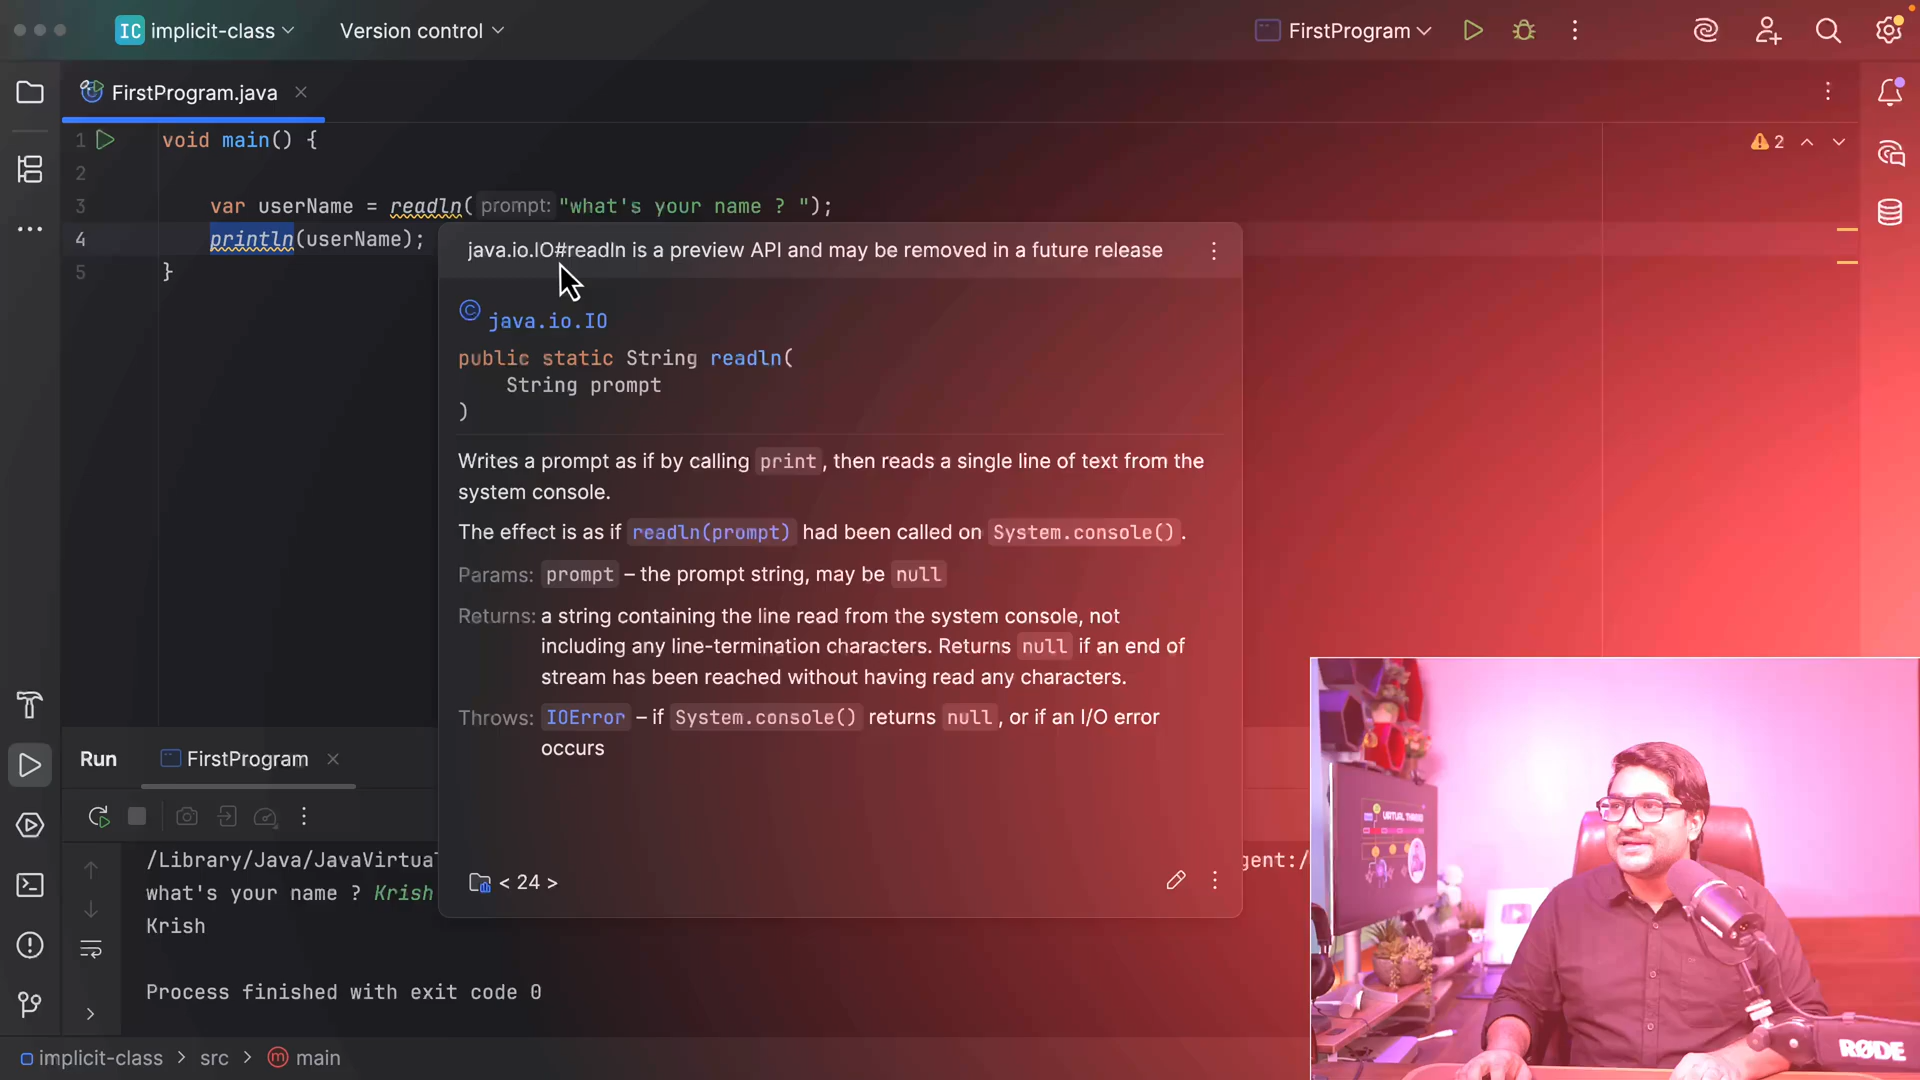 IC implicit-class Version control FirstProgram
FirstProgram.java
1 void main() {
2
3 var userName = readln( prompt: "what's your name ? ");
4 println(userName);
5 }
2
java.io.IO#readln is a preview API and may be removed in a future release
java.io.IO
public static String readln(
String prompt
)
Writes a prompt as if by calling print, then reads a single line of text from the
system console.
The effect is as if readln(prompt) had been called on System.console().
Params: prompt – the prompt string, may be null
Returns: a string containing the line read from the system console, not
including any line-termination characters. Returns null if an end of
stream has been reached without having read any characters.
Throws: IOError – if System.console() returns null, or if an I/O error
occurs
< 24 >
Run FirstProgram
/Library/Java/JavaVirtual gent:/
what's your name ? Krish
Krish
Process finished with exit code 0
implicit-class > src > main
VIRTUAL THREAD
RØDE